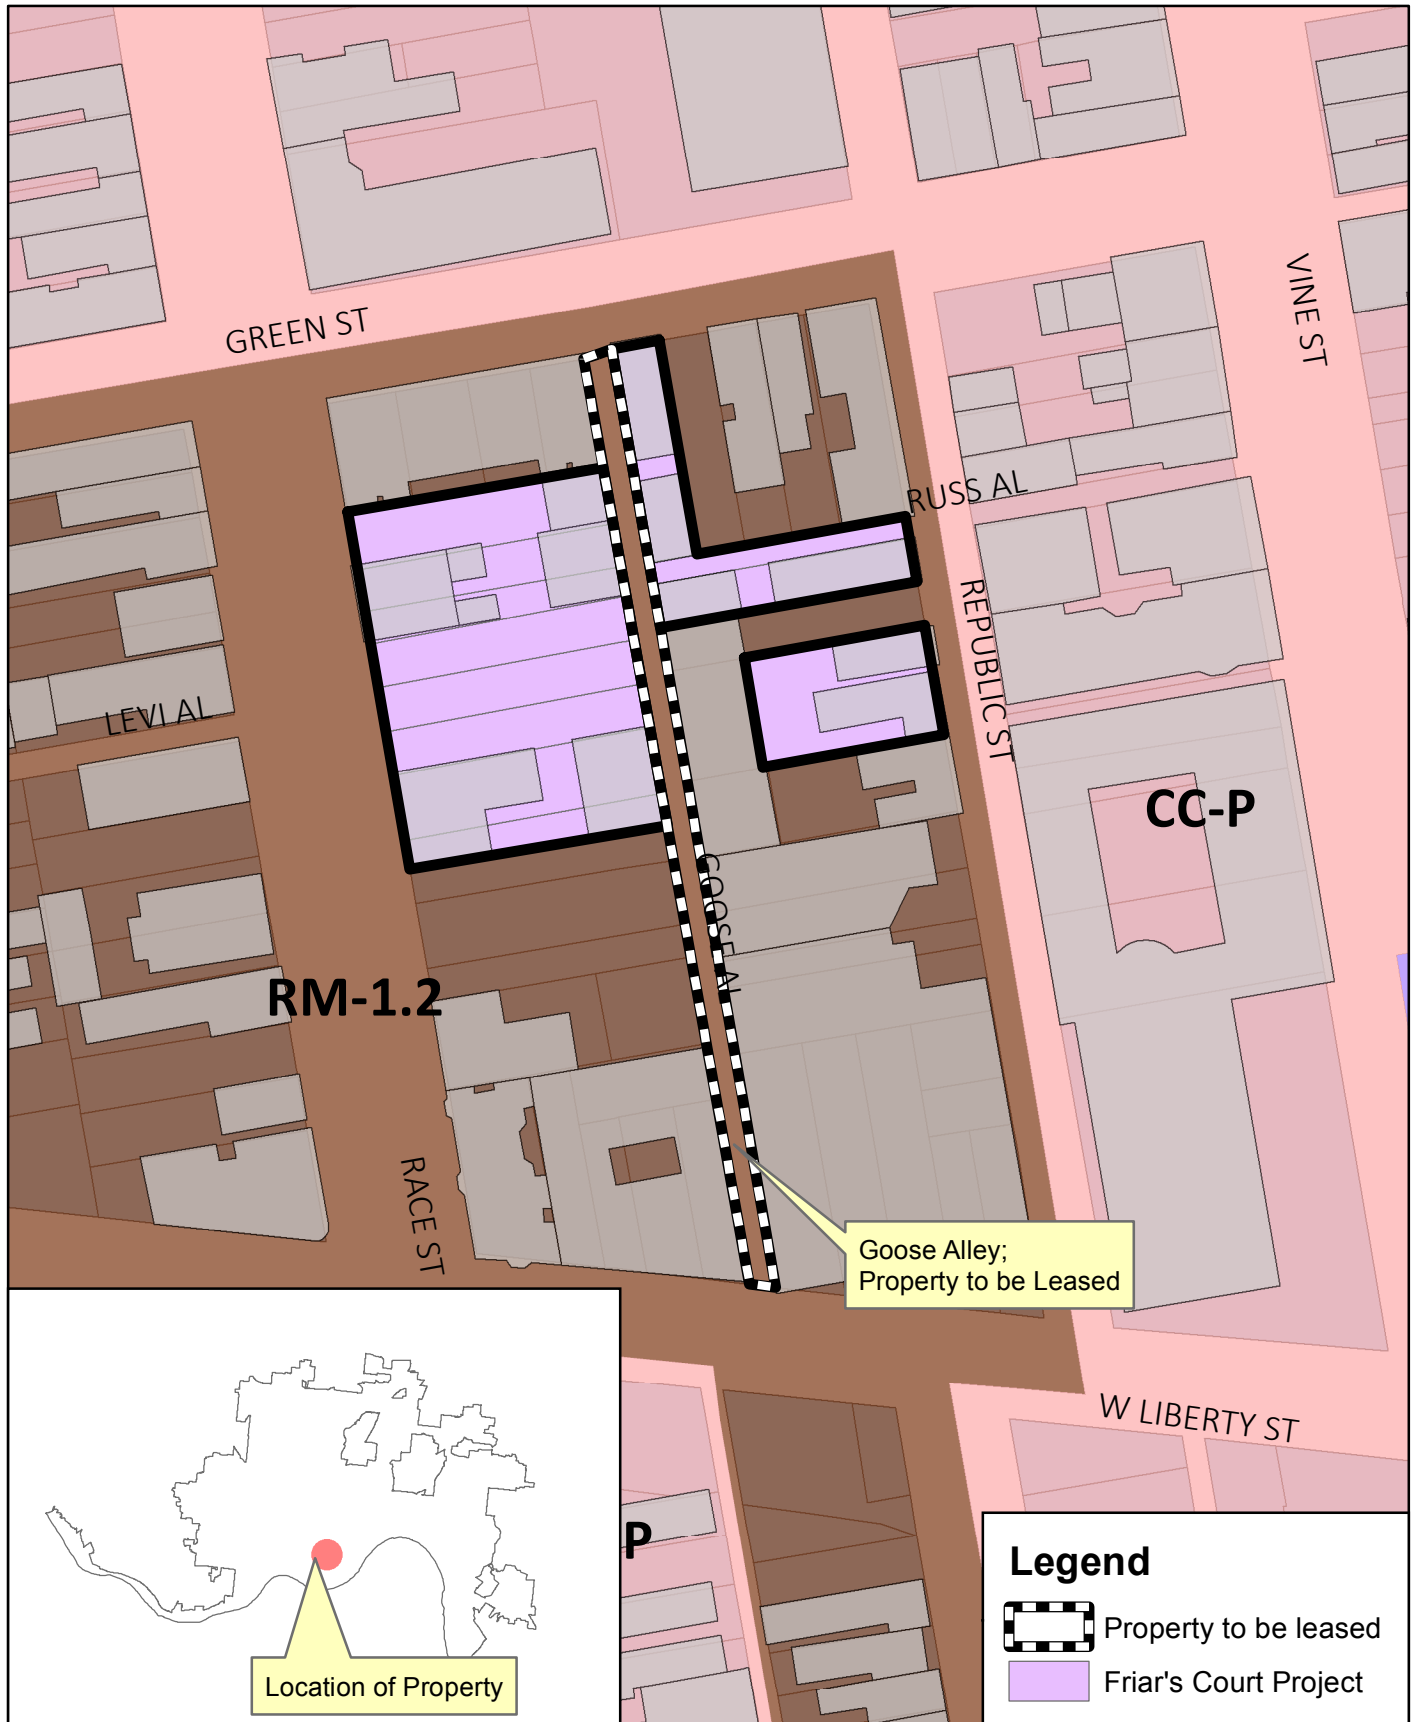 GREEN ST
VINE ST
RUSS AL
REPUBLIC ST
LEVI AL
CC-P
GOOSE AL
RM-1.2
RACE ST
Goose Alley;
Property to be Leased
W LIBERTY ST
P
Location of Property
Legend
Property to be leased
Friar's Court Project